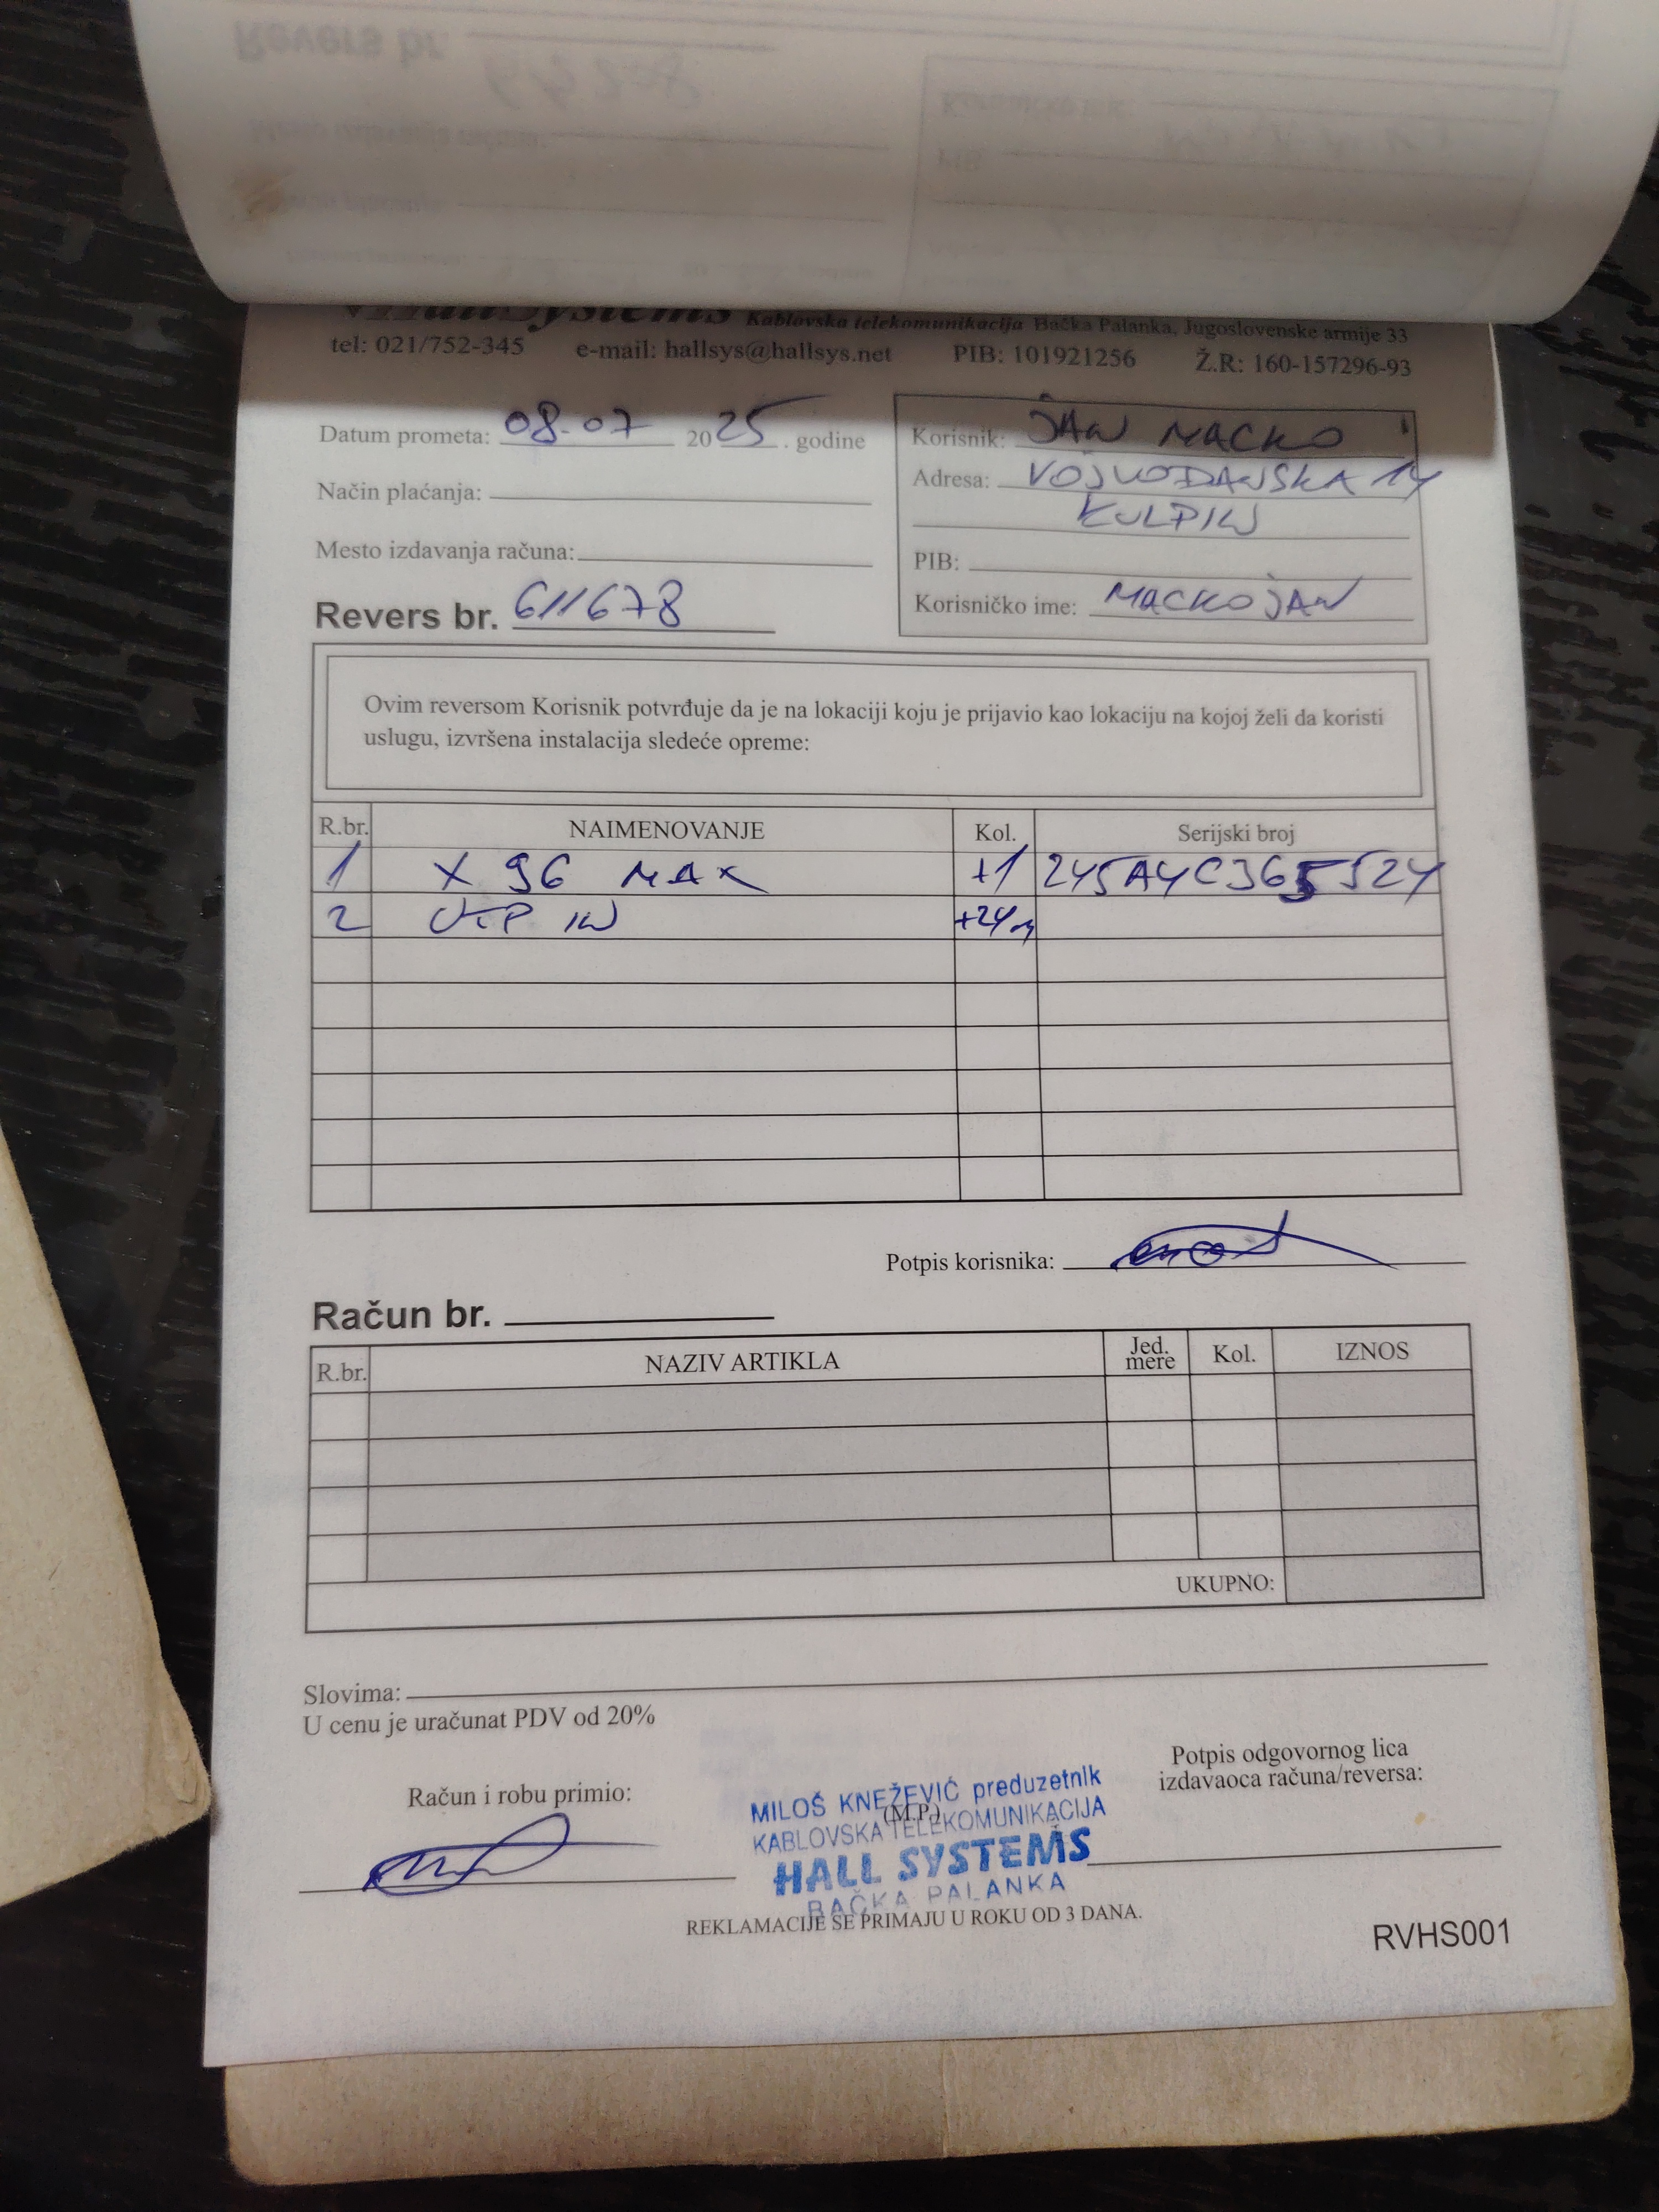 HallSystems Kablovska telekomunikacija Bačka Palanka, Jugoslovenske armije 33
tel: 021/752-345 e-mail: hallsys@hallsys.net PIB: 101921256 Ž.R: 160-157296-93
Datum prometa: 08-07 2025. godine
Način plaćanja:
Mesto izdavanja računa:
Revers br. 611678
Korisnik: JAN MACKO
Adresa: VOJVOĐANSKA 14
KULPIN
PIB:
Korisničko ime: MACKOJAN
Ovim reversom Korisnik potvrđuje da je na lokaciji koju je prijavio kao lokaciju na kojoj želi da koristi
uslugu, izvršena instalacija sledeće opreme:
R.br. NAIMENOVANJE Kol. Serijski broj
1 X 96 MAX +1 245A4C3655524
2 UTP IN +24m
Potpis korisnika:
Račun br.
R.br. NAZIV ARTIKLA Jed. mere Kol. IZNOS
UKUPNO:
Slovima:
U cenu je uračunat PDV od 20%
Račun i robu primio:
MILOŠ KNEŽEVIĆ preduzetnik
(M.P.)
KABLOVSKA TELEKOMUNIKACIJA
HALL SYSTEMS
BAČKA PALANKA
Potpis odgovornog lica
izdavaoca računa/reversa:
REKLAMACIJE SE PRIMAJU U ROKU OD 3 DANA.
RVHS001